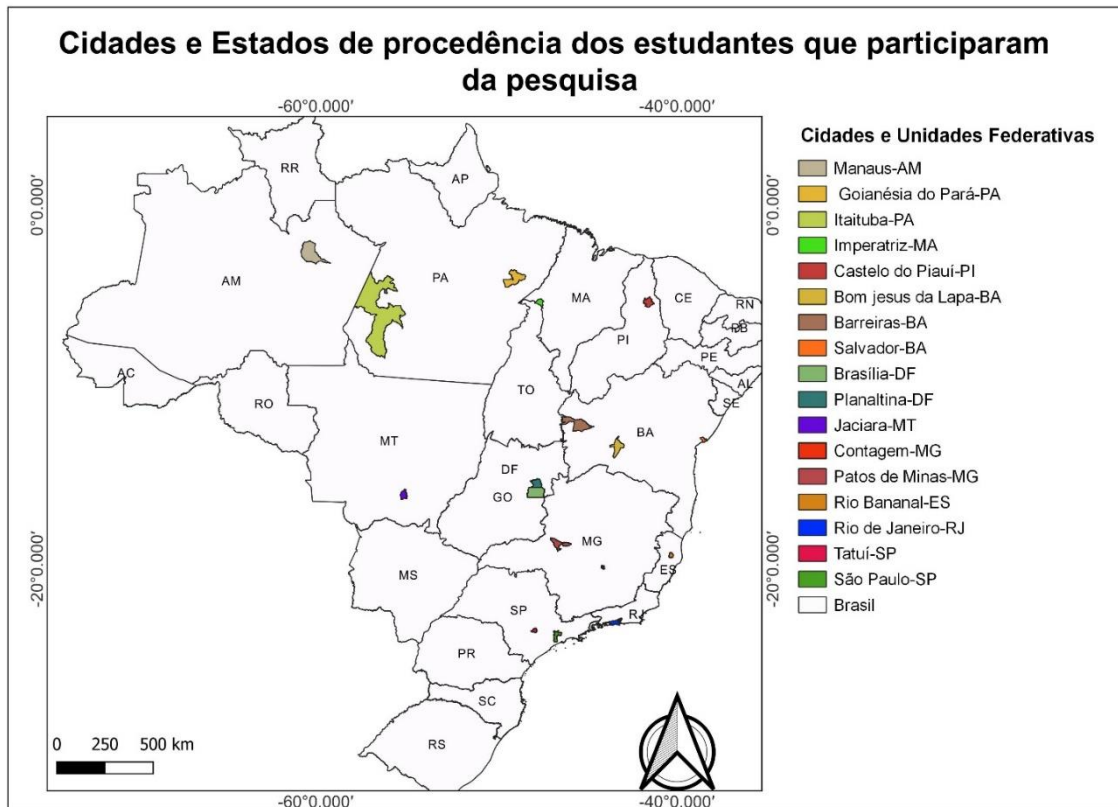 Cidades e Estados de procedência dos estudantes que participaram
da pesquisa
-60°0.000′
-40°0.000′
0°0.000′
0°0.000′
-20°0.000′
-20°0.000′
-60°0.000′
-40°0.000′
RR
AP
AM
PA
MA
CE
RN
PB
PI
PE
AC
AL
TO
SE
RO
BA
MT
DF
GO
MG
MS
ES
SP
RJ
PR
SC
RS
0 250 500 km
Cidades e Unidades Federativas
Manaus-AM
Goianésia do Pará-PA
Itaituba-PA
Imperatriz-MA
Castelo do Piauí-PI
Bom jesus da Lapa-BA
Barreiras-BA
Salvador-BA
Brasília-DF
Planaltina-DF
Jaciara-MT
Contagem-MG
Patos de Minas-MG
Rio Bananal-ES
Rio de Janeiro-RJ
Tatuí-SP
São Paulo-SP
Brasil